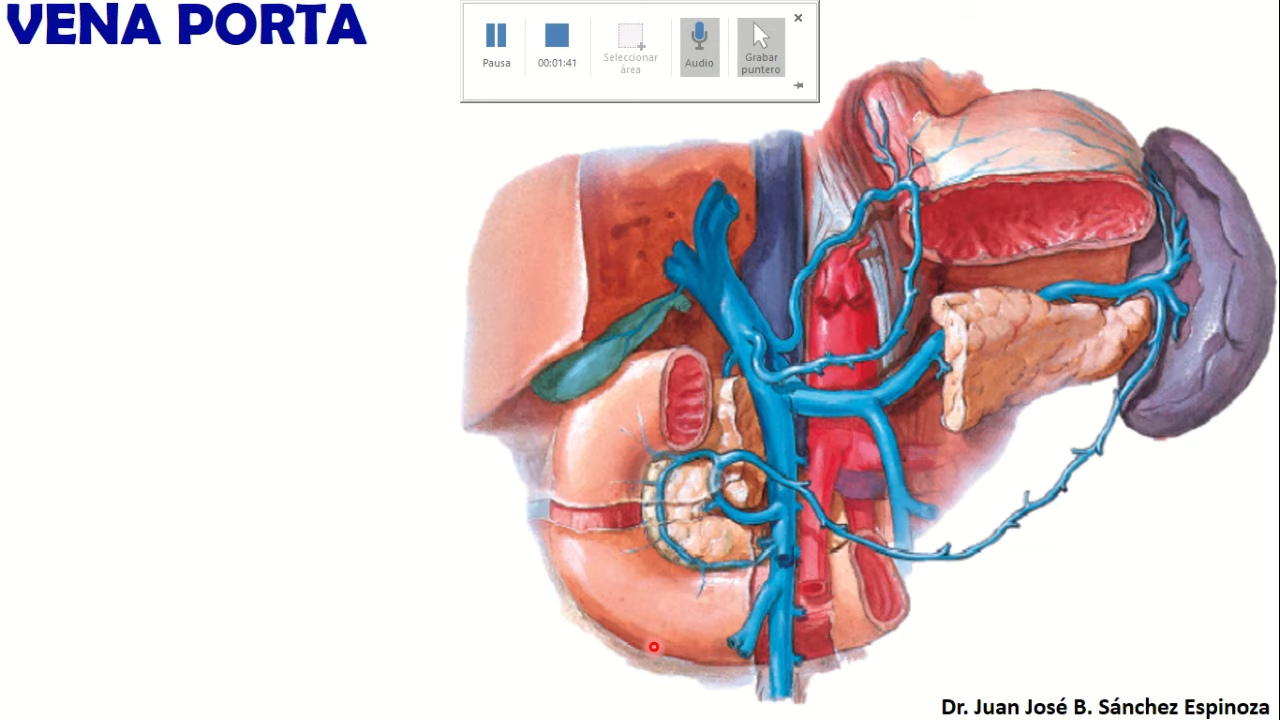 VENA PORTA
Pausa
00:01:41
Seleccionar
área
Audio
Grabar
puntero
Dr. Juan José B. Sánchez Espinoza